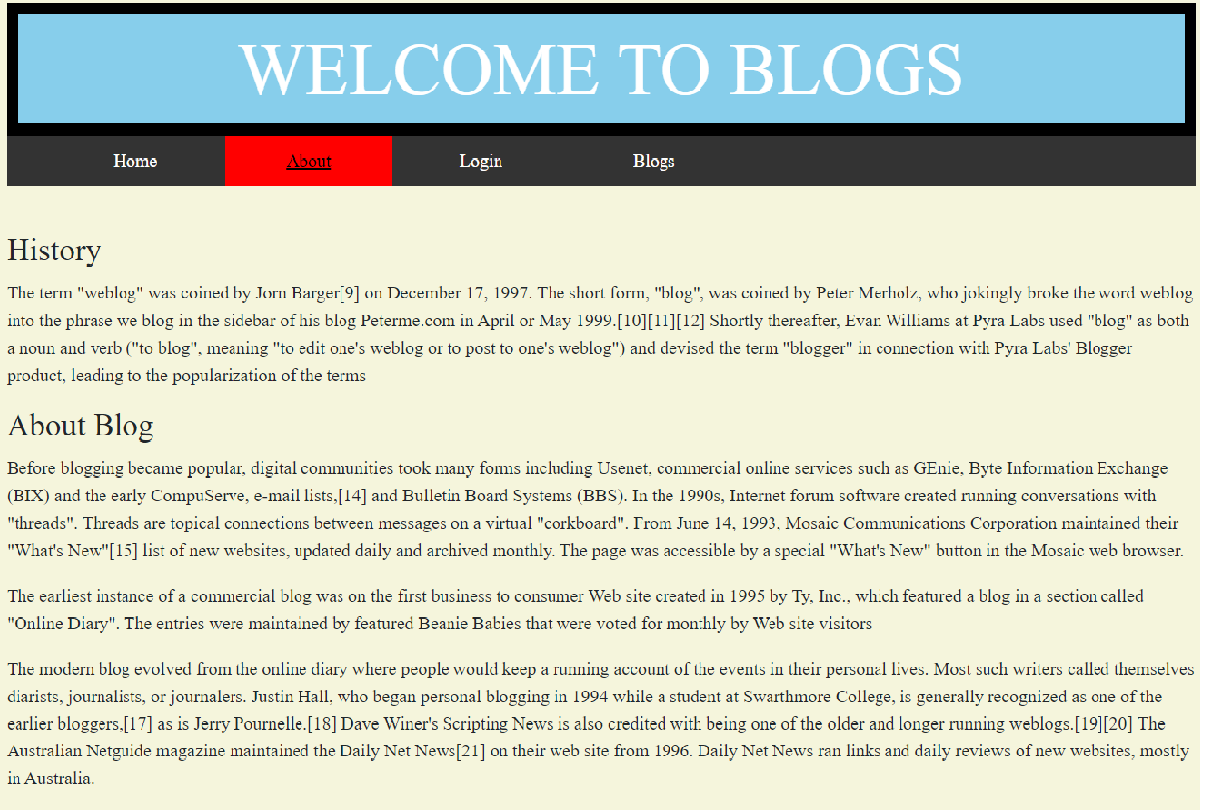 WELCOME TO BLOGS
Home About Login Blogs
History
The term "weblog" was coined by Jorn Barger[9] on December 17, 1997. The short form, "blog", was coined by Peter Merholz, who jokingly broke the word weblog
into the phrase we blog in the sidebar of his blog Peterme.com in April or May 1999.[10][11][12] Shortly thereafter, Evan Williams at Pyra Labs used "blog" as both
a noun and verb ("to blog", meaning "to edit one's weblog or to post to one's weblog") and devised the term "blogger" in connection with Pyra Labs' Blogger
product, leading to the popularization of the terms
About Blog
Before blogging became popular, digital communities took many forms including Usenet, commercial online services such as GEnie, Byte Information Exchange
(BIX) and the early CompuServe, e-mail lists,[14] and Bulletin Board Systems (BBS). In the 1990s, Internet forum software created running conversations with
"threads". Threads are topical connections between messages on a virtual "corkboard". From June 14, 1993, Mosaic Communications Corporation maintained their
"What's New"[15] list of new websites, updated daily and archived monthly. The page was accessible by a special "What's New" button in the Mosaic web browser.
The earliest instance of a commercial blog was on the first business to consumer Web site created in 1995 by Ty, Inc., which featured a blog in a section called
"Online Diary". The entries were maintained by featured Beanie Babies that were voted for monthly by Web site visitors
The modern blog evolved from the online diary where people would keep a running account of the events in their personal lives. Most such writers called themselves
diarists, journalists, or journalers. Justin Hall, who began personal blogging in 1994 while a student at Swarthmore College, is generally recognized as one of the
earlier bloggers,[17] as is Jerry Pournelle.[18] Dave Winer's Scripting News is also credited with being one of the older and longer running weblogs.[19][20] The
Australian Netguide magazine maintained the Daily Net News[21] on their web site from 1996. Daily Net News ran links and daily reviews of new websites, mostly
in Australia.